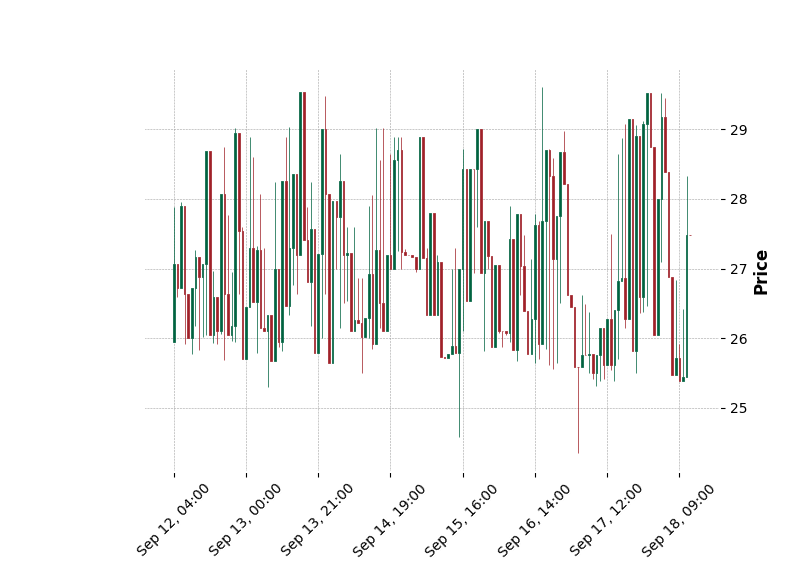 29
28
27
26
25
Price
Sep 12, 04:00
Sep 13, 00:00
Sep 13, 21:00
Sep 14, 19:00
Sep 15, 16:00
Sep 16, 14:00
Sep 17, 12:00
Sep 18, 09:00